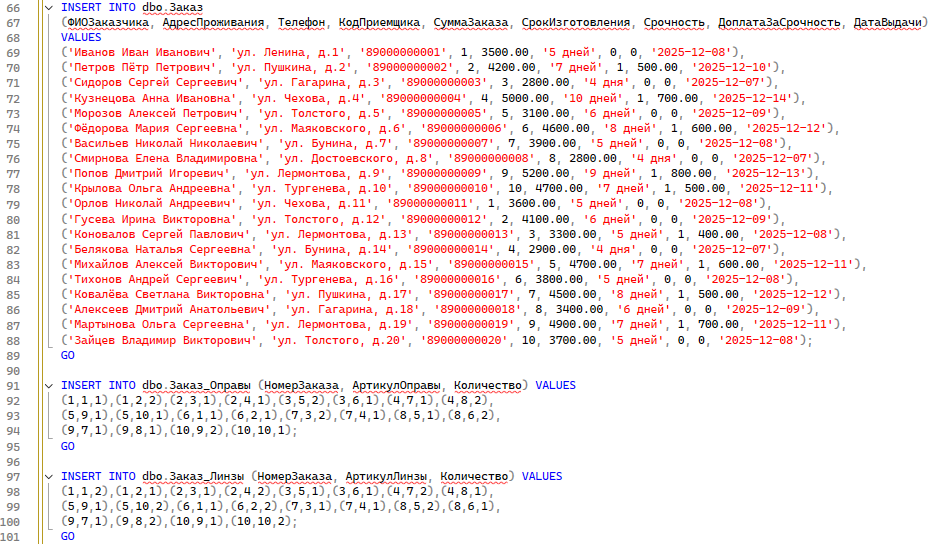 66 INSERT INTO dbo.Заказ
67 (ФИОЗаказчика, АдресПроживания, Телефон, КодПриемщика, СуммаЗаказа, СрокИзготовления, Срочность, ДоплатаЗаСрочность, ДатаВыдачи)
68 VALUES
69 ('Иванов Иван Иванович', 'ул. Ленина, д.1', '89000000001', 1, 3500.00, '5 дней', 0, 0, '2025-12-08'),
70 ('Петров Пётр Петрович', 'ул. Пушкина, д.2', '89000000002', 2, 4200.00, '7 дней', 1, 500.00, '2025-12-10'),
71 ('Сидоров Сергей Сергеевич', 'ул. Гагарина, д.3', '89000000003', 3, 2800.00, '4 дня', 0, 0, '2025-12-07'),
72 ('Кузнецова Анна Ивановна', 'ул. Чехова, д.4', '89000000004', 4, 5000.00, '10 дней', 1, 700.00, '2025-12-14'),
73 ('Морозов Алексей Петрович', 'ул. Толстого, д.5', '89000000005', 5, 3100.00, '6 дней', 0, 0, '2025-12-09'),
74 ('Фёдорова Мария Сергеевна', 'ул. Маяковского, д.6', '89000000006', 6, 4600.00, '8 дней', 1, 600.00, '2025-12-12'),
75 ('Васильев Николай Николаевич', 'ул. Бунина, д.7', '89000000007', 7, 3900.00, '5 дней', 0, 0, '2025-12-08'),
76 ('Смирнова Елена Владимировна', 'ул. Достоевского, д.8', '89000000008', 8, 2800.00, '4 дня', 0, 0, '2025-12-07'),
77 ('Попов Дмитрий Игоревич', 'ул. Лермонтова, д.9', '89000000009', 9, 5200.00, '9 дней', 1, 800.00, '2025-12-13'),
78 ('Крылова Ольга Андреевна', 'ул. Тургенева, д.10', '89000000010', 10, 4700.00, '7 дней', 1, 500.00, '2025-12-11'),
79 ('Орлов Николай Андреевич', 'ул. Чехова, д.11', '89000000011', 1, 3600.00, '5 дней', 0, 0, '2025-12-08'),
80 ('Гусева Ирина Викторовна', 'ул. Толстого, д.12', '89000000012', 2, 4100.00, '6 дней', 0, 0, '2025-12-09'),
81 ('Коновалов Сергей Павлович', 'ул. Лермонтова, д.13', '89000000013', 3, 3300.00, '5 дней', 1, 400.00, '2025-12-08'),
82 ('Белякова Наталья Сергеевна', 'ул. Бунина, д.14', '89000000014', 4, 2900.00, '4 дня', 0, 0, '2025-12-07'),
83 ('Михайлов Алексей Викторович', 'ул. Маяковского, д.15', '89000000015', 5, 4700.00, '7 дней', 1, 600.00, '2025-12-11'),
84 ('Тихонов Андрей Сергеевич', 'ул. Тургенева, д.16', '89000000016', 6, 3800.00, '5 дней', 0, 0, '2025-12-08'),
85 ('Ковалёва Светлана Викторовна', 'ул. Пушкина, д.17', '89000000017', 7, 4500.00, '8 дней', 1, 500.00, '2025-12-12'),
86 ('Алексеев Дмитрий Анатольевич', 'ул. Гагарина, д.18', '89000000018', 8, 3400.00, '6 дней', 0, 0, '2025-12-09'),
87 ('Мартынова Ольга Сергеевна', 'ул. Лермонтова, д.19', '89000000019', 9, 4900.00, '7 дней', 1, 700.00, '2025-12-11'),
88 ('Зайцев Владимир Викторович', 'ул. Толстого, д.20', '89000000020', 10, 3700.00, '5 дней', 0, 0, '2025-12-08');
89 GO
90
91 INSERT INTO dbo.Заказ_Оправы (НомерЗаказа, АртикулОправы, Количество) VALUES
92 (1,1,1),(1,2,2),(2,3,1),(2,4,1),(3,5,2),(3,6,1),(4,7,1),(4,8,2),
93 (5,9,1),(5,10,1),(6,1,1),(6,2,1),(7,3,2),(7,4,1),(8,5,1),(8,6,2),
94 (9,7,1),(9,8,1),(10,9,2),(10,10,1);
95 GO
96
97 INSERT INTO dbo.Заказ_Линзы (НомерЗаказа, АртикулЛинзы, Количество) VALUES
98 (1,1,2),(1,2,1),(2,3,1),(2,4,2),(3,5,1),(3,6,1),(4,7,2),(4,8,1),
99 (5,9,1),(5,10,2),(6,1,1),(6,2,2),(7,3,1),(7,4,1),(8,5,2),(8,6,1),
100 (9,7,1),(9,8,2),(10,9,1),(10,10,2);
101 GO